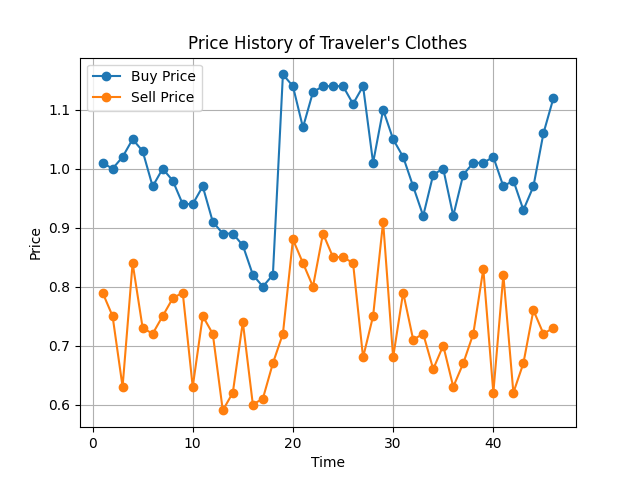 Price History of Traveler's Clothes
Buy Price
Sell Price
1.1
1.0
0.9
0.8
0.7
0.6
Price
0 10 20 30 40
Time